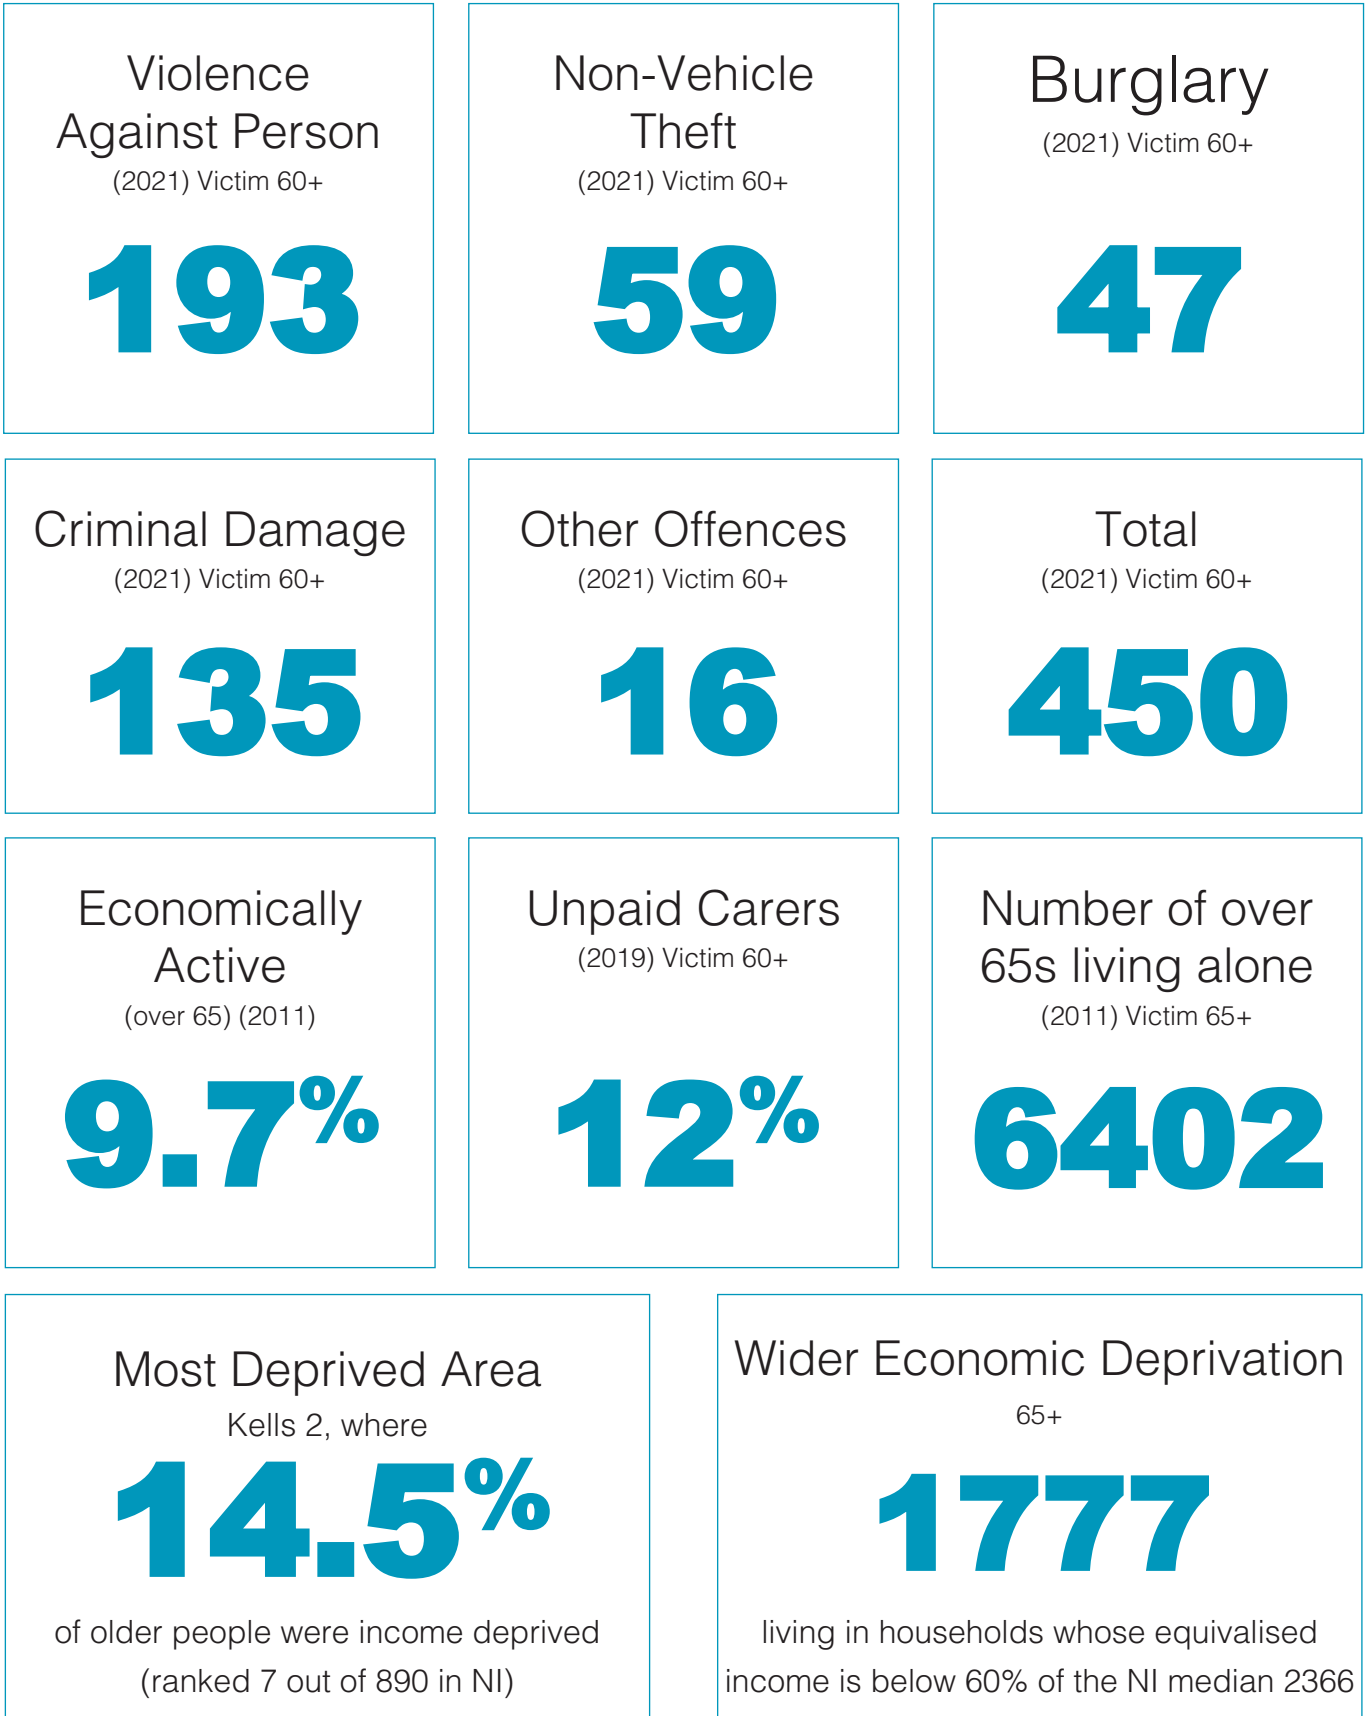 Violence
Against Person
(2021) Victim 60+
193
Non-Vehicle
Theft
(2021) Victim 60+
59
Burglary
(2021) Victim 60+
47
Criminal Damage
(2021) Victim 60+
135
Other Offences
(2021) Victim 60+
16
Total
(2021) Victim 60+
450
Economically
Active
(over 65) (2011)
9.7%
Unpaid Carers
(2019) Victim 60+
12%
Number of over
65s living alone
(2011) Victim 65+
6402
Most Deprived Area
Kells 2, where
14.5%
of older people were income deprived
(ranked 7 out of 890 in NI)
Wider Economic Deprivation
65+
1777
living in households whose equivalised
income is below 60% of the NI median 2366